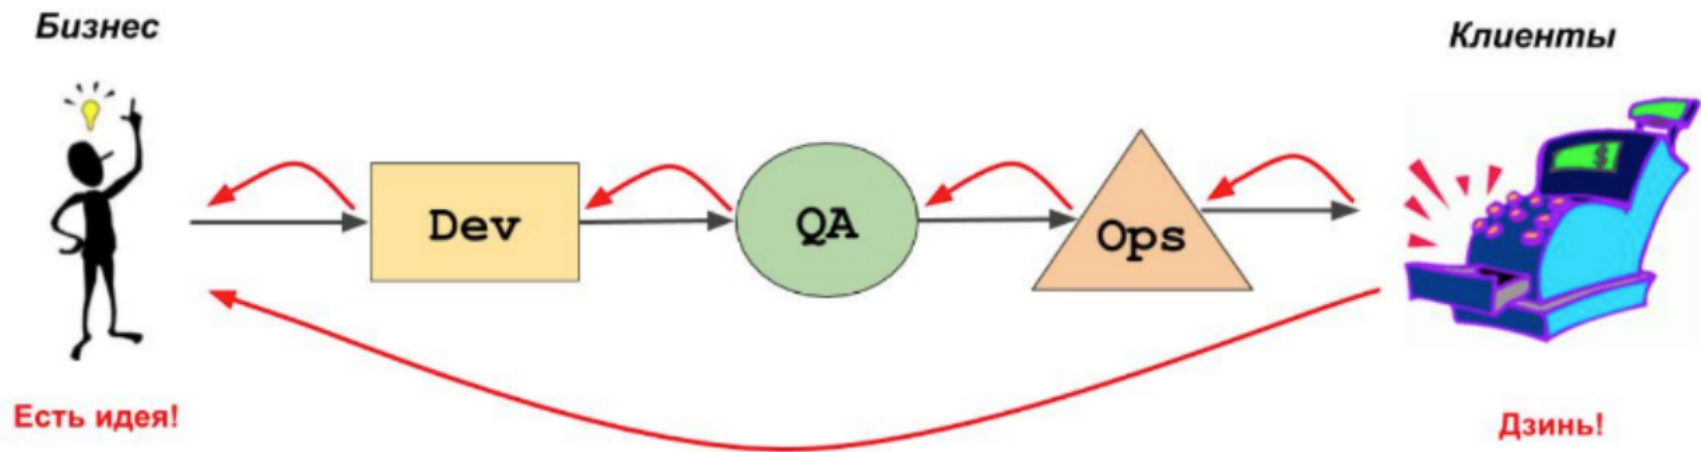 Бизнес
Клиенты
Dev
QA
Ops
$
Есть идея!
Дзинь!